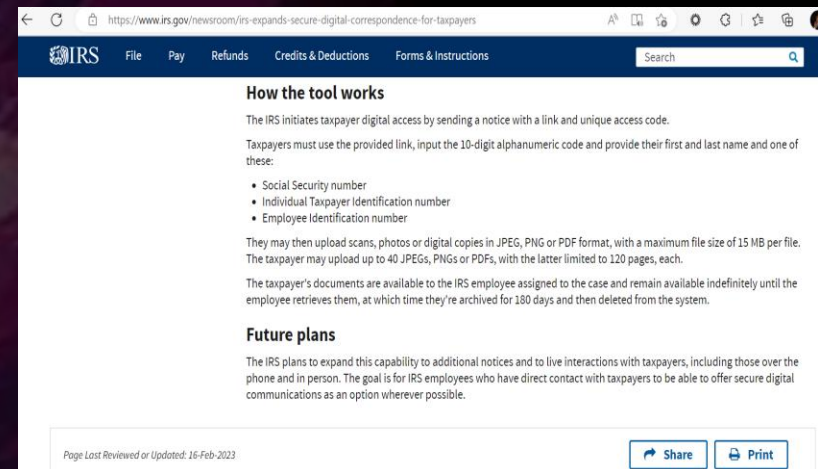 https://www.irs.gov/newsroom/irs-expands-secure-digital-correspondence-for-taxpayers
IRS File Pay Refunds Credits & Deductions Forms & Instructions Search
How the tool works
The IRS initiates taxpayer digital access by sending a notice with a link and unique access code.
Taxpayers must use the provided link, input the 10-digit alphanumeric code and provide their first and last name and one of
these:
• Social Security number
• Individual Taxpayer Identification number
• Employee Identification number
They may then upload scans, photos or digital copies in JPEG, PNG or PDF format, with a maximum file size of 15 MB per file.
The taxpayer may upload up to 40 JPEGs, PNGs or PDFs, with the latter limited to 120 pages, each.
The taxpayer's documents are available to the IRS employee assigned to the case and remain available indefinitely until the
employee retrieves them, at which time they're archived for 180 days and then deleted from the system.
Future plans
The IRS plans to expand this capability to additional notices and to live interactions with taxpayers, including those over the
phone and in person. The goal is for IRS employees who have direct contact with taxpayers to be able to offer secure digital
communications as an option wherever possible.
Page Last Reviewed or Updated: 16-Feb-2023 Share Print